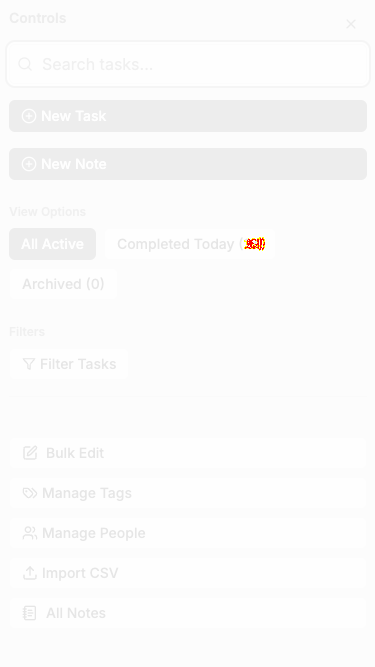 Controls
Search tasks...
New Task
New Note
View Options
All Active
Completed Today (
Archived (0)
Filters
Filter Tasks
Bulk Edit
Manage Tags
Manage People
Import CSV
All Notes